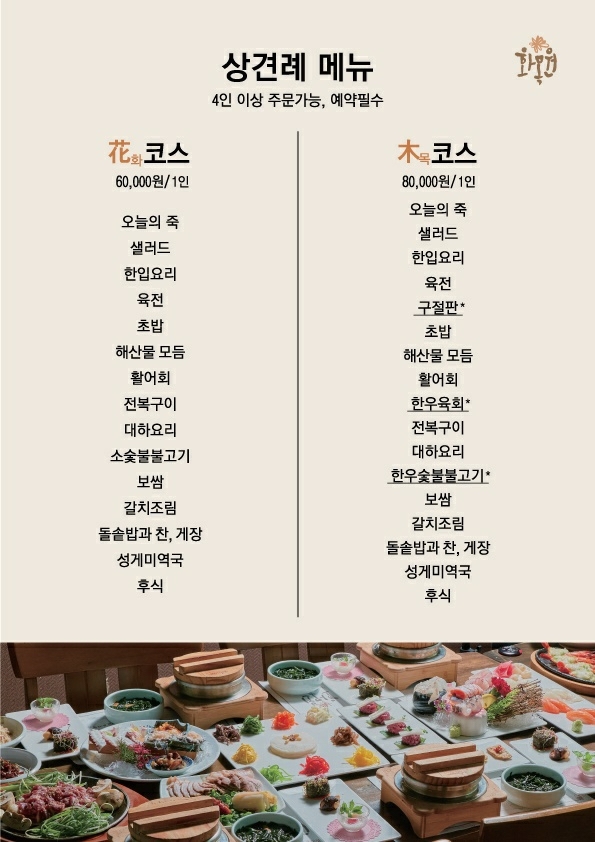 화목원
상견례 메뉴
4인 이상 주문가능, 예약필수
花화코스
60,000원/1인
오늘의 죽
샐러드
한입요리
육전
초밥
해산물 모듬
활어회
전복구이
대하요리
소숯불불고기
보쌈
갈치조림
돌솥밥과 찬, 게장
성게미역국
후식
木목코스
80,000원/1인
오늘의 죽
샐러드
한입요리
육전
구절판*
초밥
해산물 모듬
활어회
한우육회*
전복구이
대하요리
한우숯불불고기*
보쌈
갈치조림
돌솥밥과 찬, 게장
성게미역국
후식